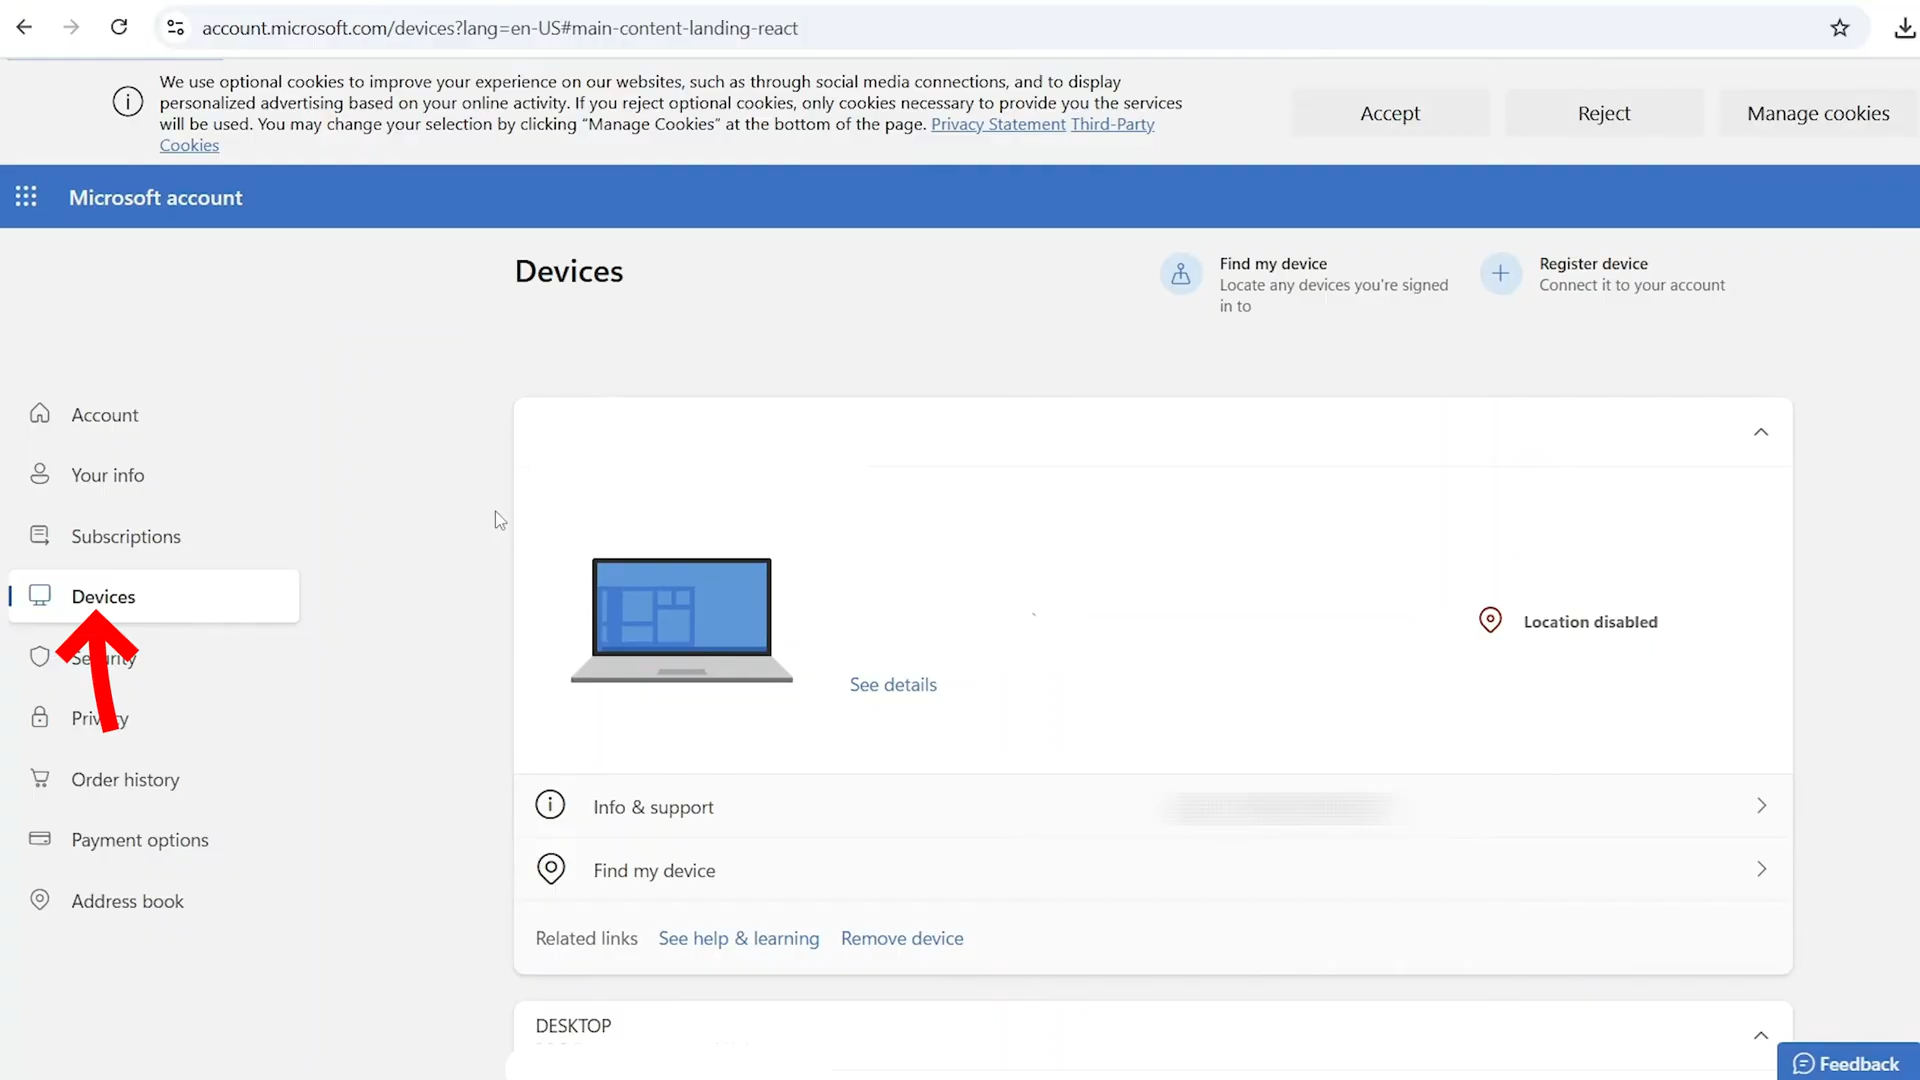 account.microsoft.com/devices?lang=en-US#main-content-landing-react
We use optional cookies to improve your experience on our websites, such as through social media connections, and to display
personalized advertising based on your online activity. If you reject optional cookies, only cookies necessary to provide you the services
will be used. You may change your selection by clicking “Manage Cookies” at the bottom of the page. Privacy Statement Third-Party
Cookies
Accept
Reject
Manage cookies
Microsoft account
Devices
Find my device
Locate any devices you're signed
in to
Register device
Connect it to your account
Account
Your info
Subscriptions
Devices
Security
Privacy
Order history
Payment options
Address book
See details
Location disabled
Info & support
Find my device
Related links See help & learning Remove device
DESKTOP
Feedback